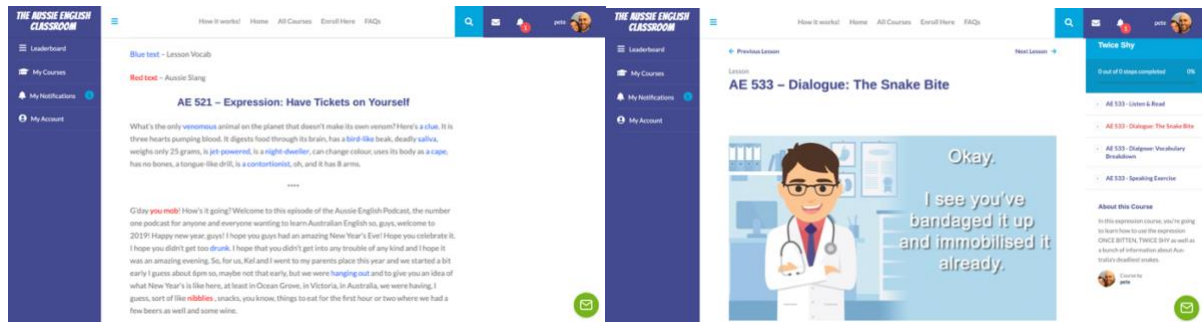 THE AUSSIE ENGLISH
CLASSROOM
How it works! Home All Courses Enroll Here FAQs
1
pete
Leaderboard
My Courses
My Notifications
My Account
Blue text – Lesson Vocab
Red text – Aussie Slang
AE 521 – Expression: Have Tickets on Yourself
What's the only venomous animal on the planet that doesn't make its own venom? Here's a clue. It is
three hearts pumping blood. It digests food through its brain, has a bird-like beak, deadly saliva,
weighs only 25 grams, is jet-powered, is a night-dweller, can change colour, uses its body as a cape,
has no bones, a tongue-like drill, is a contortionist, oh, and it has 8 arms.
****
G'day you mob! How's it going? Welcome to this episode of the Aussie English Podcast, the number
one podcast for anyone and everyone wanting to learn Australian English so, guys, welcome to
2019! Happy new year, guys! I hope you guys had an amazing New Year's Eve! Hope you celebrate it.
I hope you didn't get too drunk. I hope that you didn't get into any trouble of any kind and I hope it
was an amazing evening. So, for us, Kel and I went to my parents place this year and we started a bit
early I guess about 6pm so, maybe not that early, but we were hanging out and to give you an idea of
what New Year's is like here, at least in Ocean Grove, in Victoria, in Australia, we were having, I
guess, sort of like nibblies , snacks, you know, things to eat for the first hour or two where we had a
few beers as well and some wine.
THE AUSSIE ENGLISH
CLASSROOM
How it works! Home All Courses Enroll Here FAQs
1
pete
Leaderboard
My Courses
My Notifications
My Account
Previous Lesson
Next Lesson
Lesson
AE 533 – Dialogue: The Snake Bite
Okay.
I see you've
bandaged it up
and immobilised it
already.
Twice Shy
0 out of 0 steps completed 0%
AE 533 - Listen & Read
AE 533 - Dialogue: The Snake Bite
AE 533 - Dialgoue: Vocabulary
Breakdown
AE 533 - Speaking Exercise
About this Course
In this expression course, you're going
to learn how to use the expression
ONCE BITTEN, TWICE SHY as well as
a bunch of information about Aus-
tralia's deadliest snakes.
Course by
pete